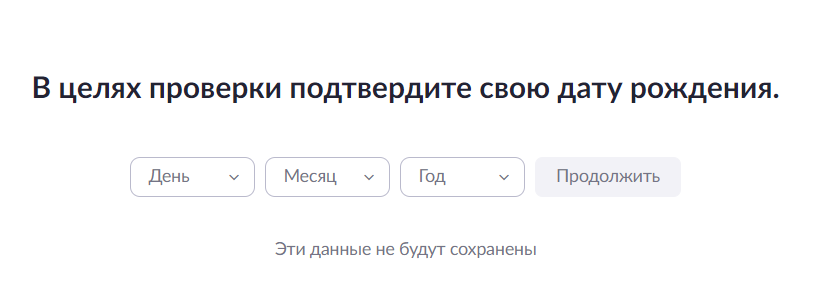 В целях проверки подтвердите свою дату рождения.
День Месяц Год Продолжить
Эти данные не будут сохранены